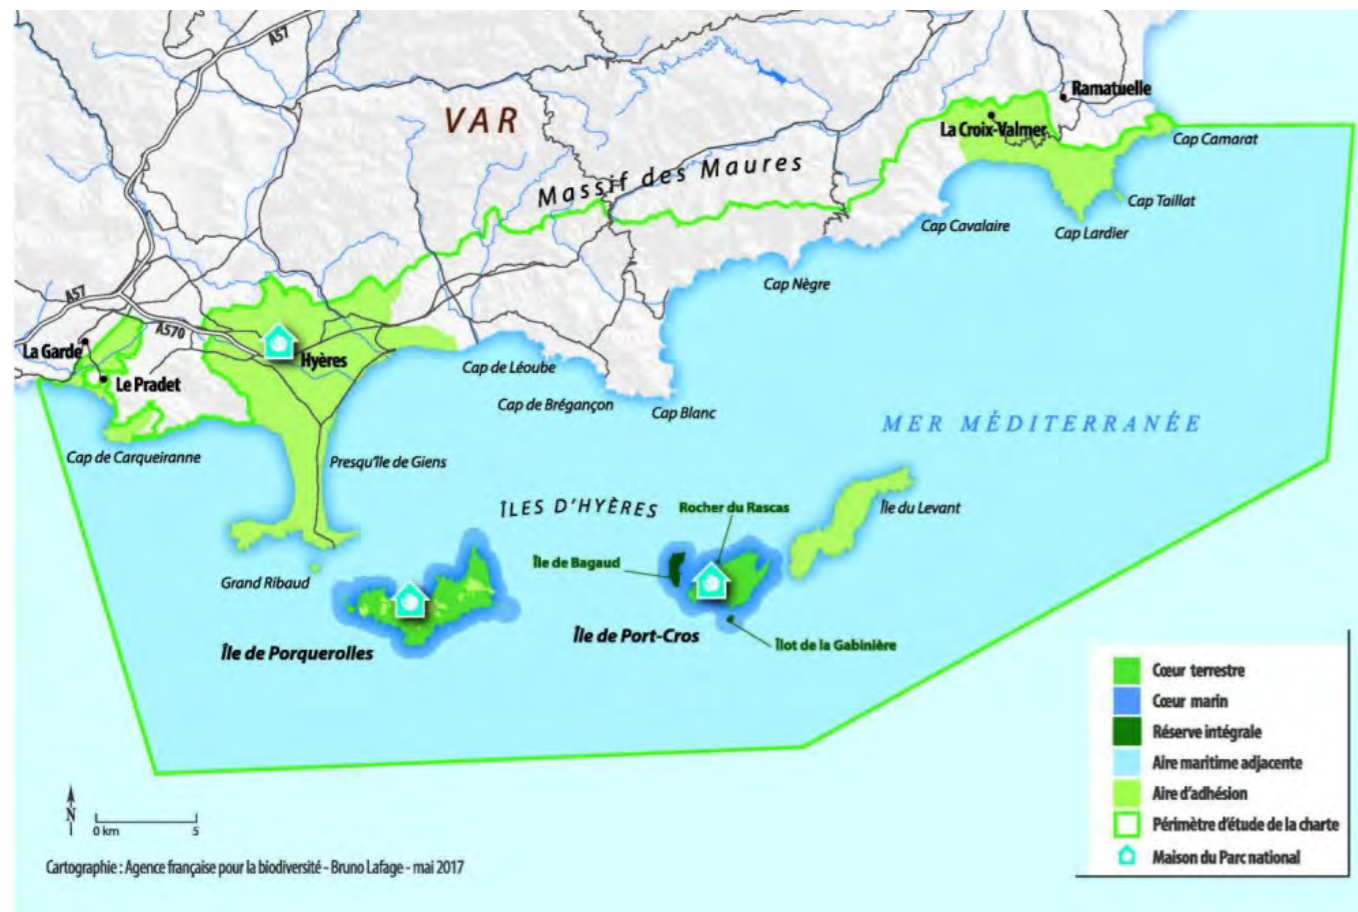 A57
VAR
Ramatuelle
La Croix-Valmer
Cap Camarat
Massif des Maures
Cap Taillat
Cap Cavalaire
Cap Lardier
Cap Nègre
A57
A570
La Garde
Hyères
Le Pradet
Cap de Léoube
Cap de Brégançon
Cap Blanc
MER MÉDITERRANÉE
Cap de Carqueiranne
Presqu'île de Giens
ÎLES D'HYÈRES
Rocher du Rascas
Île du Levant
Île de Bagaud
Grand Ribaud
Île de Port-Cros
Îlot de la Gabinière
Île de Porquerolles
Cœur terrestre
Cœur marin
Réserve intégrale
Aire maritime adjacente
Aire d'adhésion
Périmètre d'étude de la charte
Maison du Parc national
N
0 km 5
Cartographie : Agence française pour la biodiversité - Bruno Lafage - mai 2017